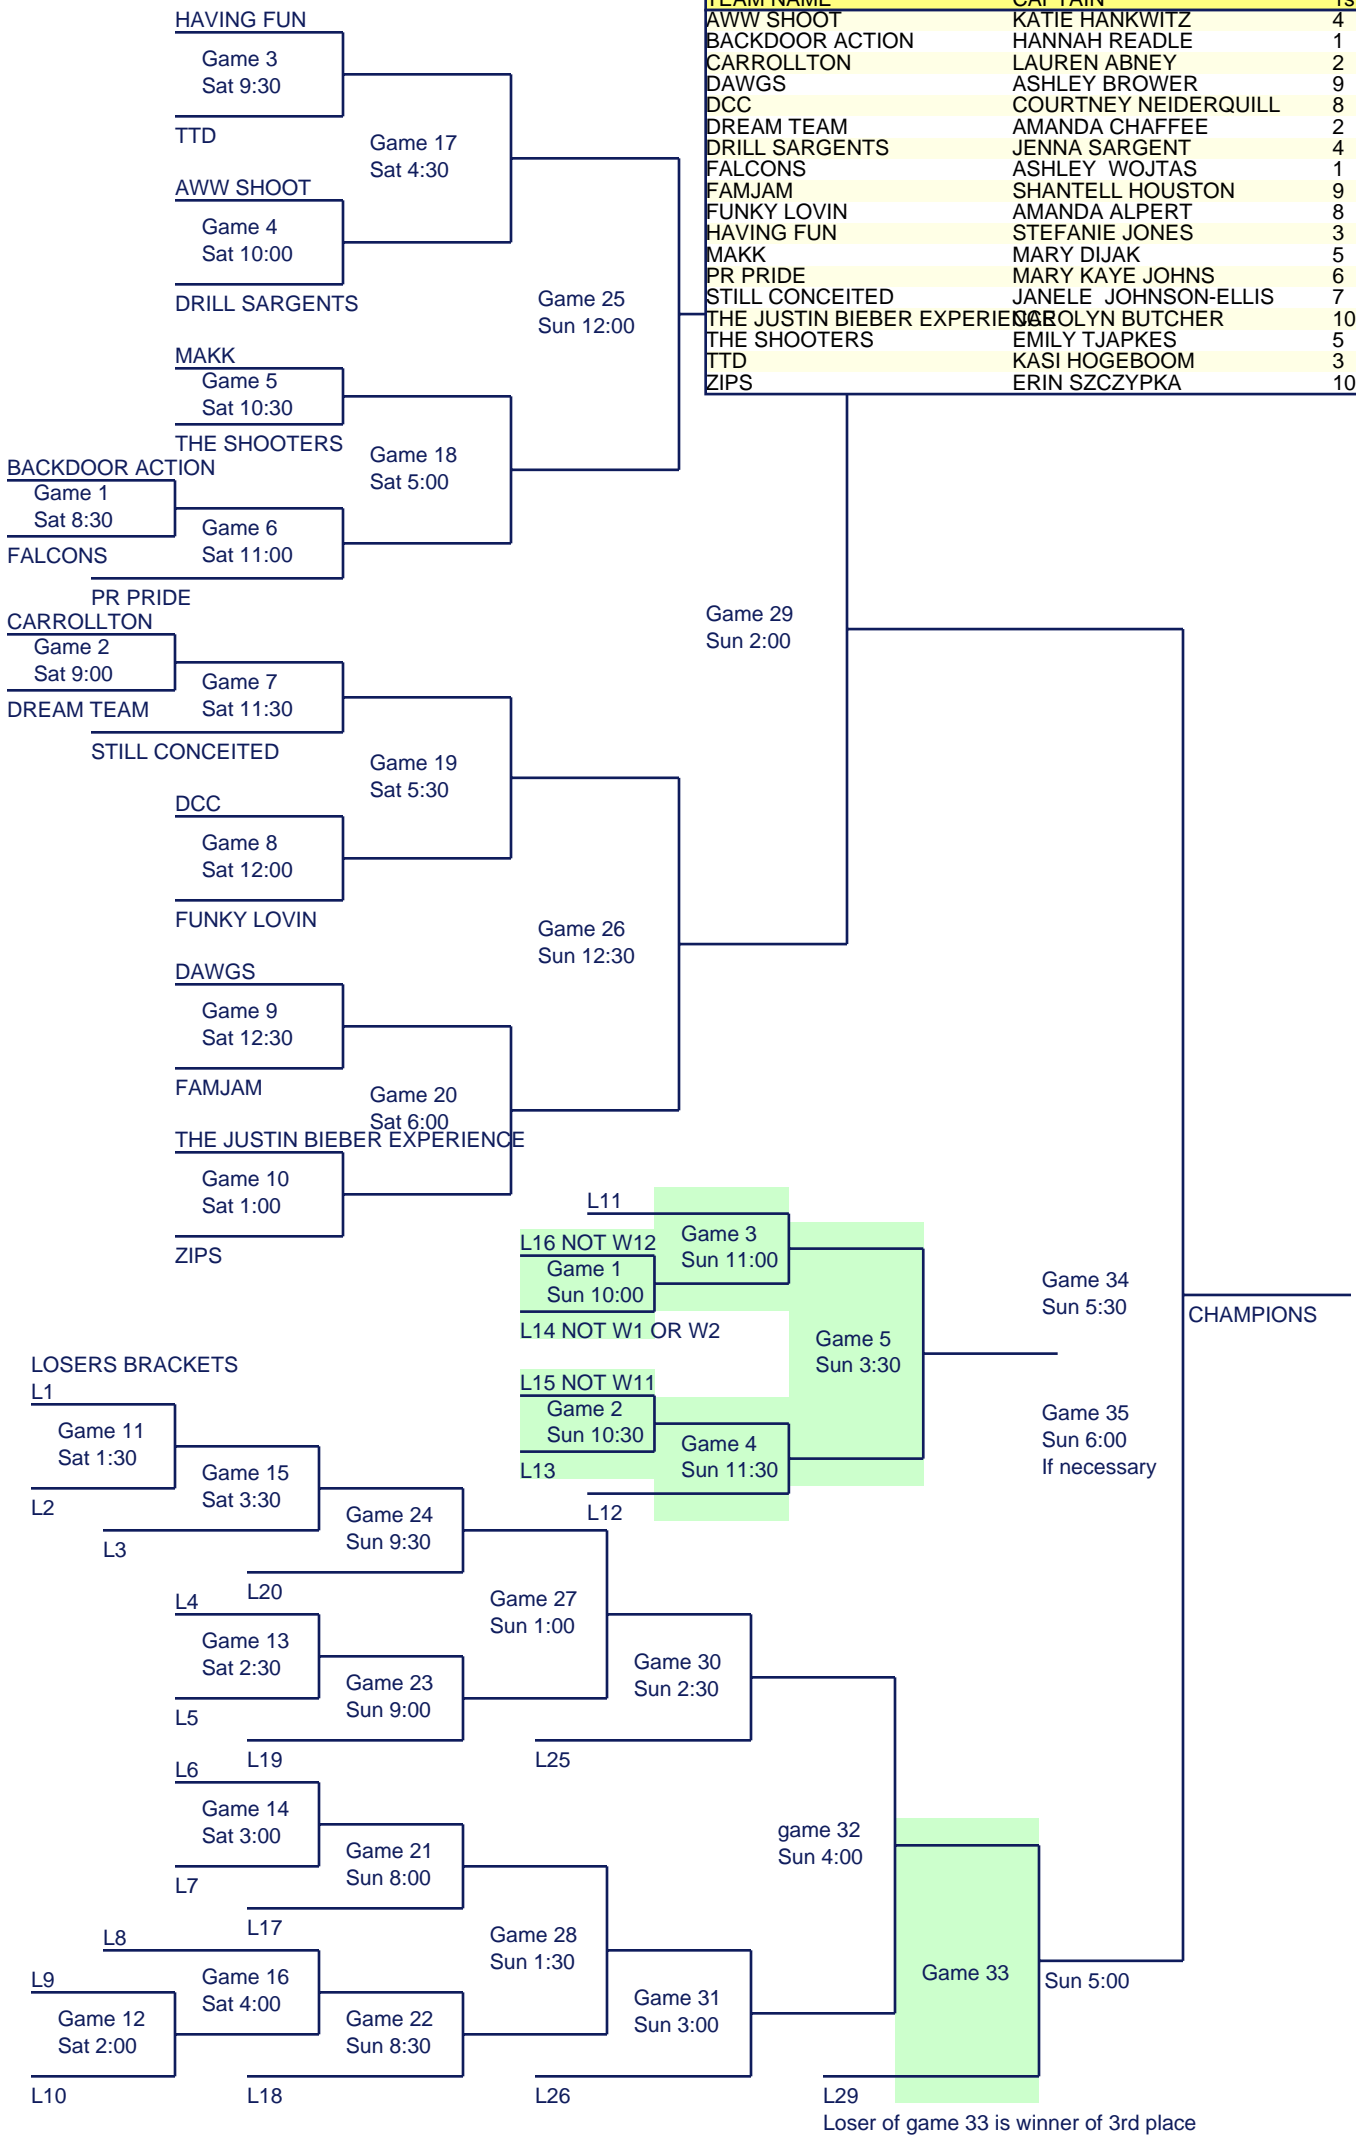 TEAM NAME CAPTAIN
AWW SHOOT KATIE HANKWITZ 4
BACKDOOR ACTION HANNAH READLE 1
CARROLLTON LAUREN ABNEY 2
DAWGS ASHLEY BROWER 9
DCC COURTNEY NEIDERQUILL 8
DREAM TEAM AMANDA CHAFFEE 2
DRILL SARGENTS JENNA SARGENT 4
FALCONS ASHLEY WOJTAS 1
FAMJAM SHANTELL HOUSTON 9
FUNKY LOVIN AMANDA ALPERT 8
HAVING FUN STEFANIE JONES 3
MAKK MARY DIJAK 5
PR PRIDE MARY KAYE JOHNS 6
STILL CONCEITED JANELE JOHNSON-ELLIS 7
THE JUSTIN BIEBER EXPERIENCE CAROLYN BUTCHER 10
THE SHOOTERS EMILY TJAPKES 5
TTD KASI HOGEBOOM 3
ZIPS ERIN SZCZYPKA 10
HAVING FUN
Game 3
Sat 9:30
TTD
Game 17
Sat 4:30
AWW SHOOT
Game 4
Sat 10:00
DRILL SARGENTS
Game 25
Sun 12:00
MAKK
Game 5
Sat 10:30
THE SHOOTERS
Game 18
Sat 5:00
BACKDOOR ACTION
Game 1
Sat 8:30
FALCONS
Game 6
Sat 11:00
PR PRIDE
Game 29
Sun 2:00
CARROLLTON
Game 2
Sat 9:00
DREAM TEAM
Game 7
Sat 11:30
STILL CONCEITED
Game 19
Sat 5:30
DCC
Game 8
Sat 12:00
FUNKY LOVIN
Game 26
Sun 12:30
DAWGS
Game 9
Sat 12:30
FAMJAM
Game 20
Sat 6:00
THE JUSTIN BIEBER EXPERIENCE
Game 10
Sat 1:00
ZIPS
L11
Game 3
Sun 11:00
L16 NOT W12
Game 1
Sun 10:00
L14 NOT W1 OR W2
Game 5
Sun 3:30
L15 NOT W11
Game 2
Sun 10:30
L13
Game 4
Sun 11:30
L12
Game 34
Sun 5:30
CHAMPIONS
Game 35
Sun 6:00
If necessary
LOSERS BRACKETS
L1
Game 11
Sat 1:30
L2
Game 15
Sat 3:30
L3
Game 24
Sun 9:30
L20
L4
Game 13
Sat 2:30
L5
Game 27
Sun 1:00
Game 23
Sun 9:00
L19
Game 30
Sun 2:30
L25
L6
Game 14
Sat 3:00
L7
Game 21
Sun 8:00
L17
game 32
Sun 4:00
L8
Game 28
Sun 1:30
L9
Game 16
Sat 4:00
Game 12
Sat 2:00
L10
Game 22
Sun 8:30
L18
Game 31
Sun 3:00
L26
Game 33
Sun 5:00
L29
Loser of game 33 is winner of 3rd place